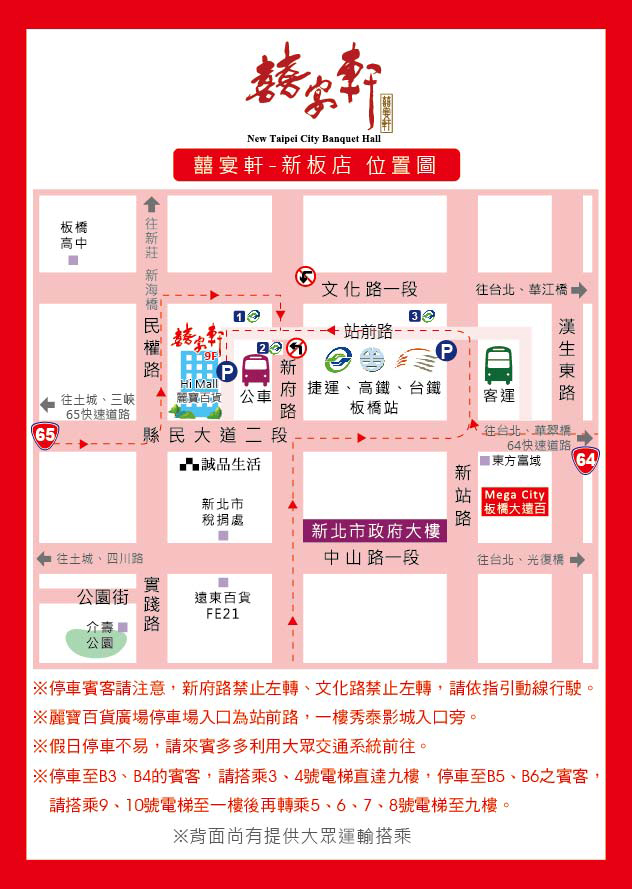 囍宴軒
囍宴軒
New Taipei City Banquet Hall
囍宴軒-新板店 位置圖
板橋
高中
往新莊 新海橋
民權路
文化路一段
往台北、華江橋
1
2
3
站前路
囍宴軒
9F
Hi Mall
麗寶百貨
P
公車
新府路
捷運、高鐵、台鐵
板橋站
P
客運
漢生東路
往土城、三峽
65快速道路
65
縣民大道二段
往台北、華翠橋
64快速道路
64
誠品生活
新北市
稅捐處
新站路
東方富域
Mega City
板橋大遠百
新北市政府大樓
往土城、四川路
中山路一段
往台北、光復橋
公園街
實踐路
介壽
公園
遠東百貨
FE21
※停車賓客請注意，新府路禁止左轉、文化路禁止左轉，請依指引動線行駛。
※麗寶百貨廣場停車場入口為站前路，一樓秀泰影城入口旁。
※假日停車不易，請來賓多多利用大眾交通系統前往。
※停車至B3、B4的賓客，請搭乘3、4號電梯直達九樓，停車至B5、B6之賓客，
請搭乘9、10號電梯至一樓後再轉乘5、6、7、8號電梯至九樓。
※背面尚有提供大眾運輸搭乘